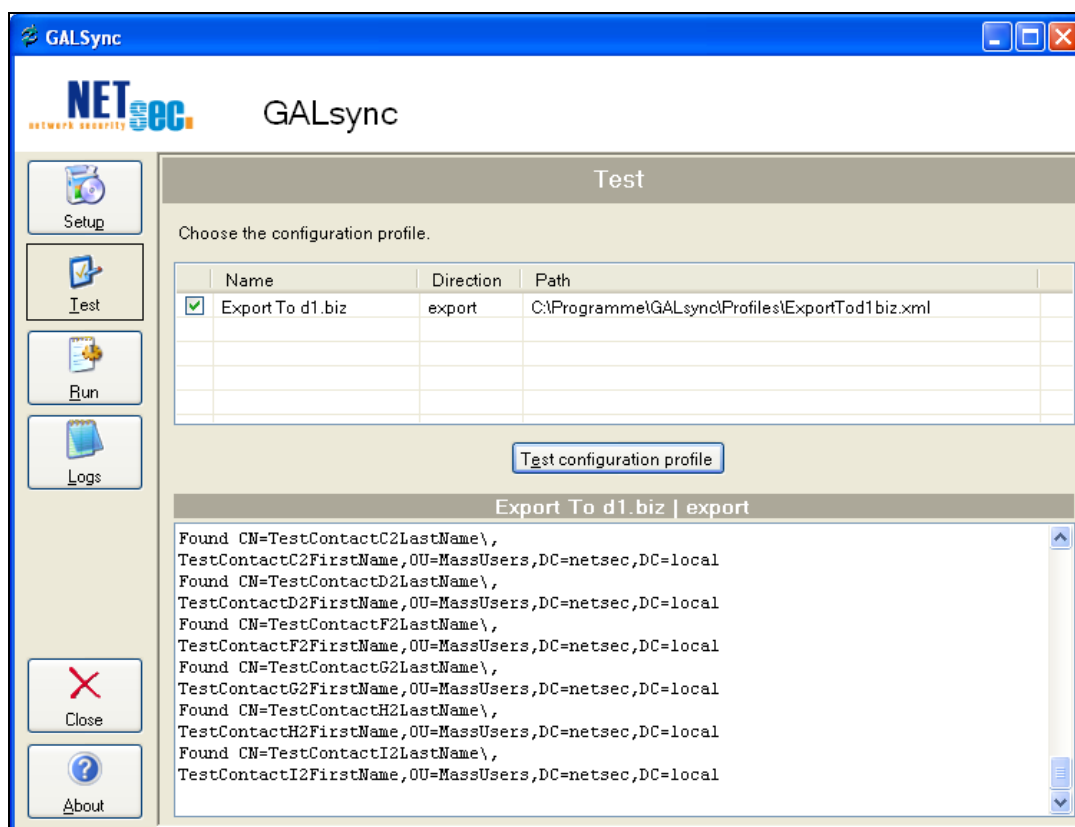 GALSync
NETsec.
network security
GALsync
Setup
Test
Run
Logs
Close
About
Test
Choose the configuration profile.
Name Direction Path
Export To d1.biz export C:\Programme\GALsync\Profiles\ExportTod1biz.xml
Test configuration profile
Export To d1.biz | export
Found CN=TestContactC2LastName\,
TestContactC2FirstName,OU=MassUsers,DC=netsec,DC=local
Found CN=TestContactD2LastName\,
TestContactD2FirstName,OU=MassUsers,DC=netsec,DC=local
Found CN=TestContactF2LastName\,
TestContactF2FirstName,OU=MassUsers,DC=netsec,DC=local
Found CN=TestContactG2LastName\,
TestContactG2FirstName,OU=MassUsers,DC=netsec,DC=local
Found CN=TestContactH2LastName\,
TestContactH2FirstName,OU=MassUsers,DC=netsec,DC=local
Found CN=TestContactI2LastName\,
TestContactI2FirstName,OU=MassUsers,DC=netsec,DC=local